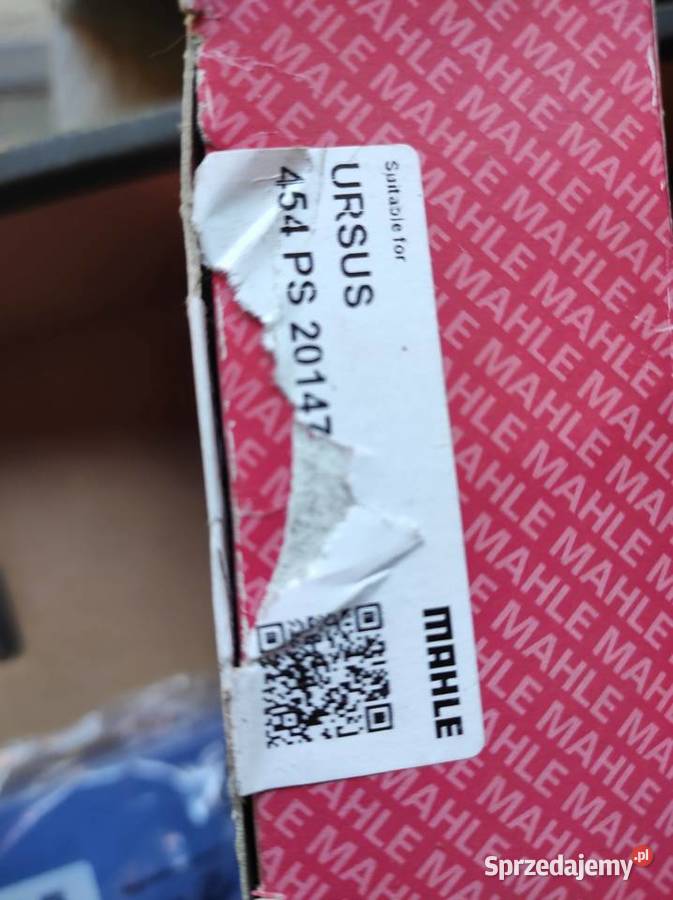 Suitable for
URSUS
454 PS 20147
MAHLE
Sprzedajemy.pl